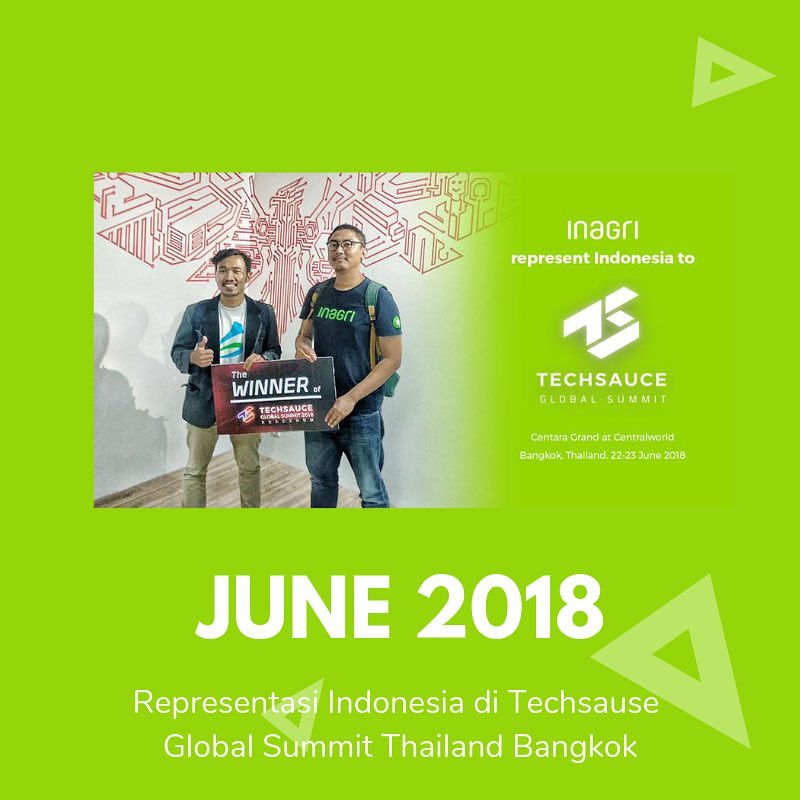 INAGRI
represent Indonesia to
TECHSAUCE
GLOBAL · SUMMIT
Centara Grand at Centralworld
Bangkok, Thailand. 22-23 June 2018
INAGRI
The
WINNER of
TECHSAUCE
GLOBAL SUMMIT 2018
ROADSHOW
JUNE 2018
Representasi Indonesia di Techsause
Global Summit Thailand Bangkok